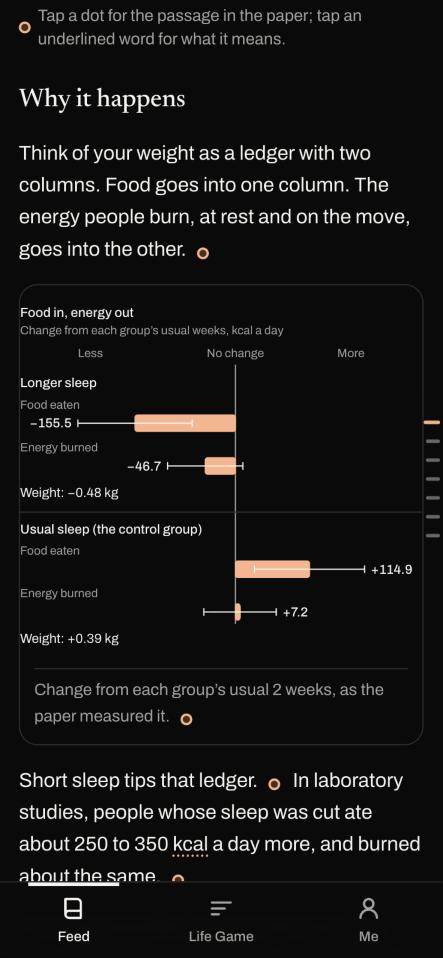 Tap a dot for the passage in the paper; tap an
underlined word for what it means.
Why it happens
Think of your weight as a ledger with two
columns. Food goes into one column. The
energy people burn, at rest and on the move,
goes into the other.
Food in, energy out
Change from each group’s usual weeks, kcal a day
Less No change More
Longer sleep
Food eaten
−155.5
Energy burned
−46.7
Weight: −0.48 kg
Usual sleep (the control group)
Food eaten
+114.9
Energy burned
+7.2
Weight: +0.39 kg
Change from each group’s usual 2 weeks, as the
paper measured it.
Short sleep tips that ledger. In laboratory
studies, people whose sleep was cut ate
about 250 to 350 kcal a day more, and burned
about the same.
Feed Life Game Me